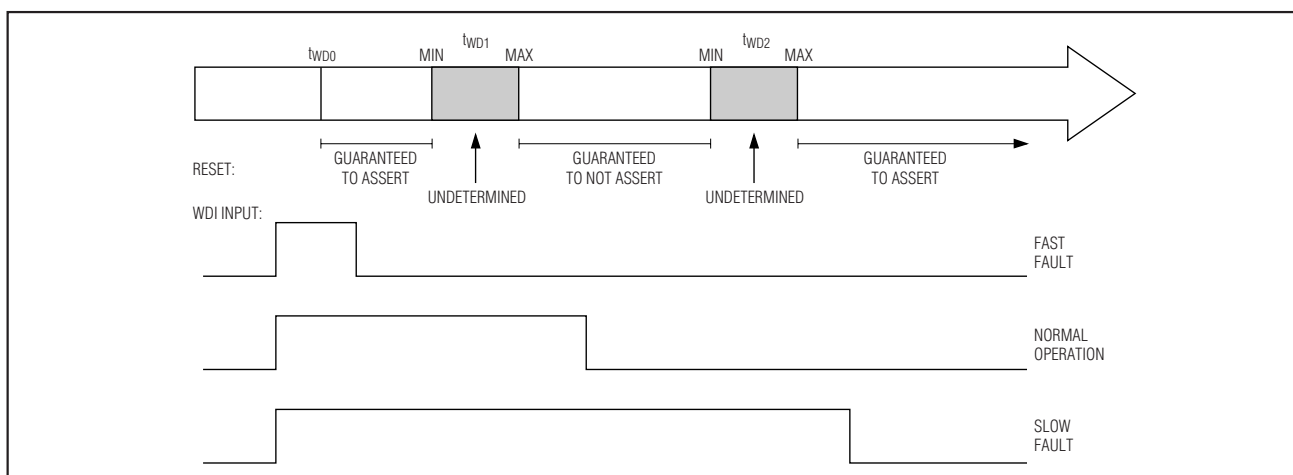 tWD0
MIN
tWD1
MAX
MIN
tWD2
MAX
RESET:
GUARANTEED
TO ASSERT
UNDETERMINED
GUARANTEED
TO NOT ASSERT
UNDETERMINED
GUARANTEED
TO ASSERT
WDI INPUT:
FAST
FAULT
NORMAL
OPERATION
SLOW
FAULT